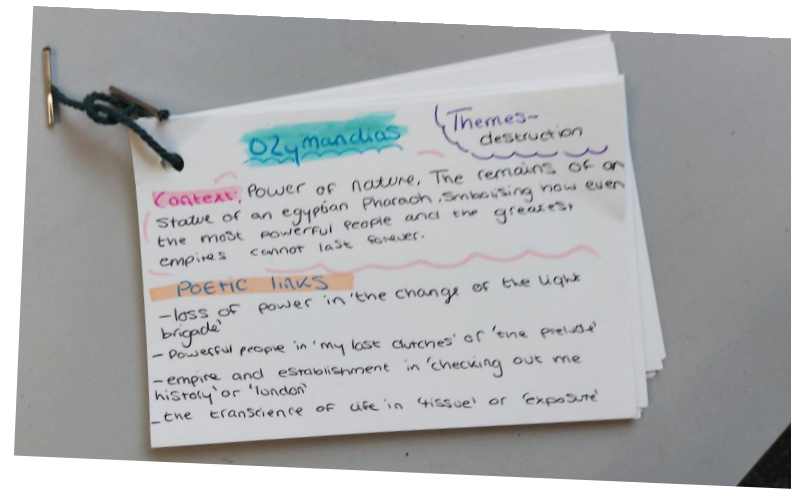 Ozymandias
Themes-
destruction
Context: Power of nature, The remains of an
statue of an egyptian Pharaoh, Smbolising how even
the most powerful people and the greatest
empires cannot last forever.
POETIC links
-loss of power in 'the change of the light
brigade'
- Powerful people in 'my last dutches' or 'the prelude'
-empire and establishment in 'checking out me
history' or 'london'
-the transcience of life in 'tissue' or 'exposure'